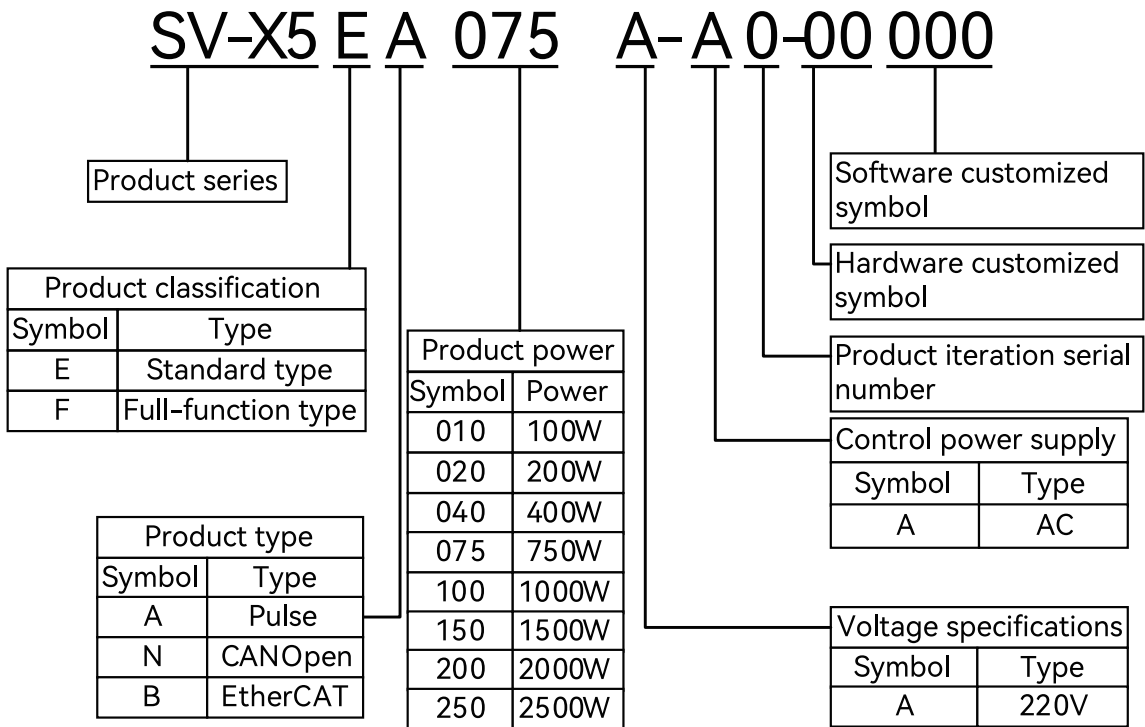 SV-X5 E A 075 A-A 0-00 000
Product series
Product classification
Symbol Type
E Standard type
F Full-function type
Product type
Symbol Type
A Pulse
N CANOpen
B EtherCAT
Product power
Symbol Power
010 100W
020 200W
040 400W
075 750W
100 1000W
150 1500W
200 2000W
250 2500W
Software customized
symbol
Hardware customized
symbol
Product iteration serial
number
Control power supply
Symbol Type
A AC
Voltage specifications
Symbol Type
A 220V